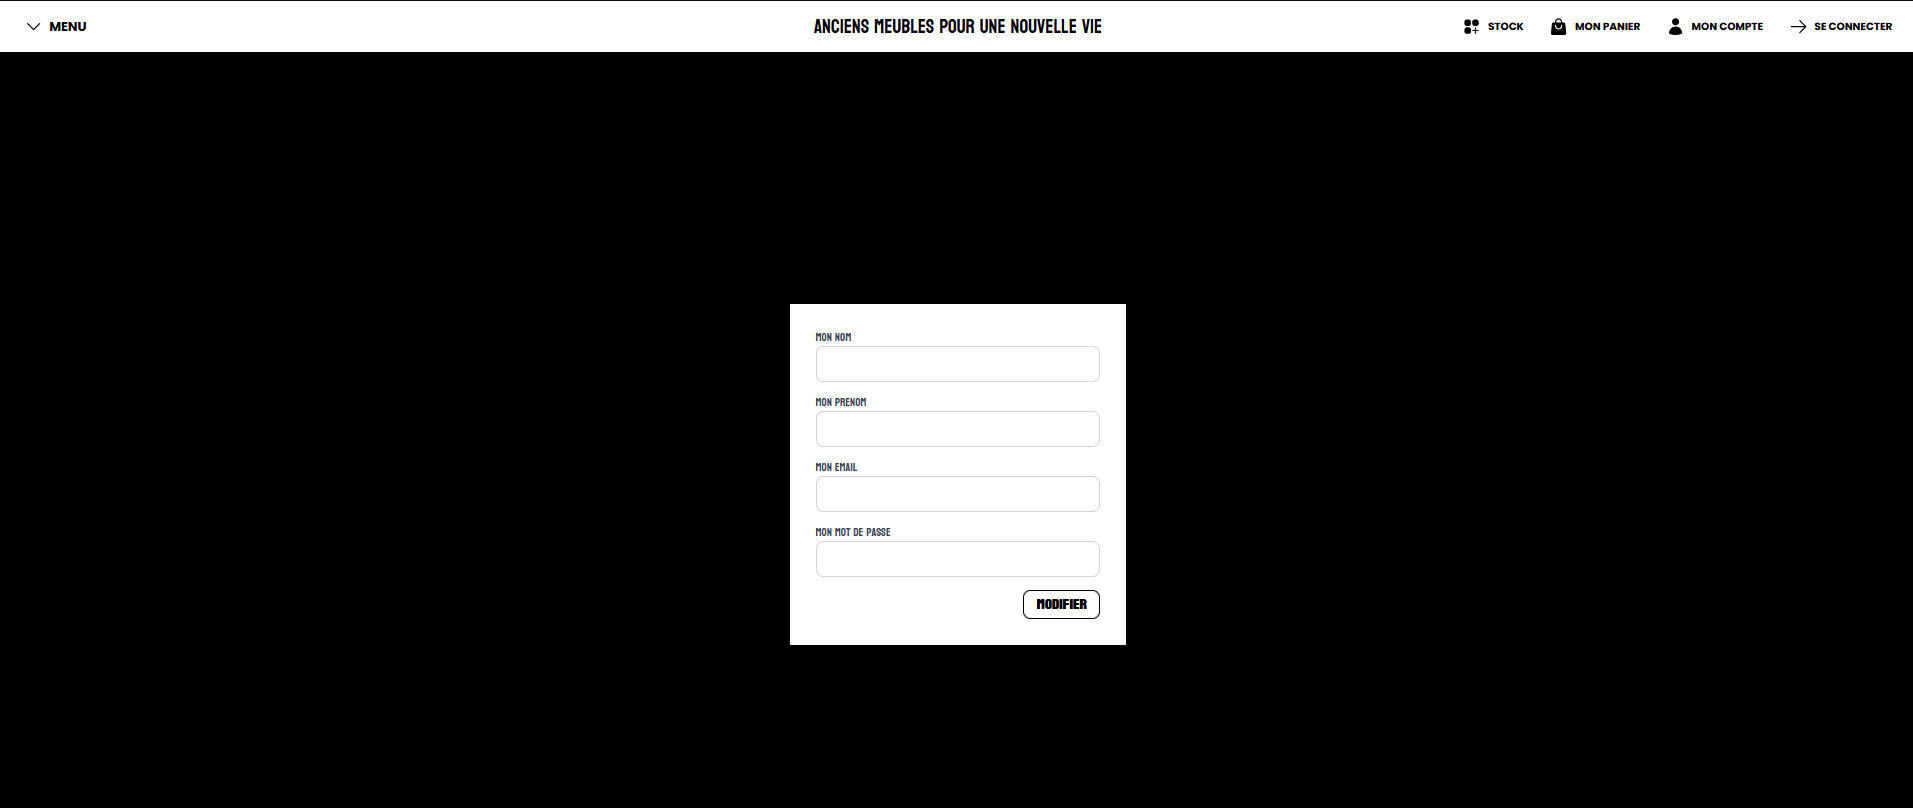 MENU
ANCIENS MEUBLES POUR UNE NOUVELLE VIE
STOCK
MON PANIER
MON COMPTE
SE CONNECTER
MON NOM
MON PRENOM
MON EMAIL
MON MOT DE PASSE
MODIFIER